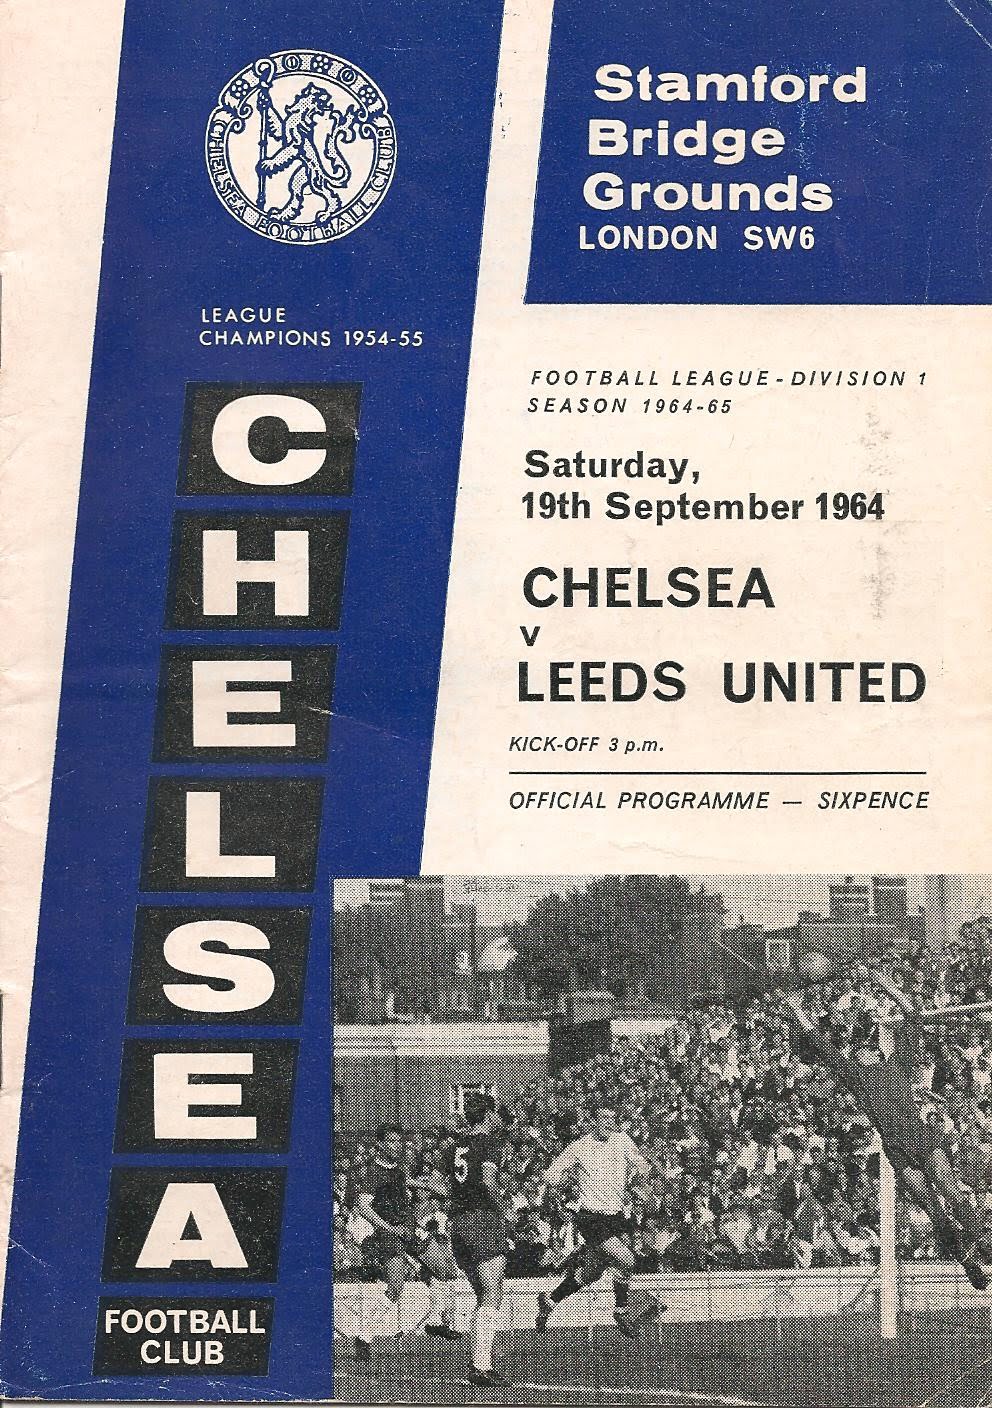 CHELSEA FOOTBALL CLUB
LEAGUE
CHAMPIONS 1954-55
CHELSEA
FOOTBALL
CLUB
Stamford
Bridge
Grounds
LONDON SW6
FOOTBALL LEAGUE - DIVISION 1
SEASON 1964-65
Saturday,
19th September 1964
CHELSEA
v
LEEDS UNITED
KICK-OFF 3 p.m.
OFFICIAL PROGRAMME — SIXPENCE
5